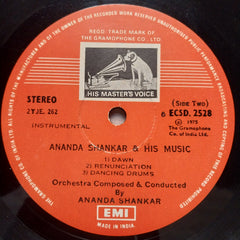 REGD. TRADE MARK OF
THE GRAMOPHONE CO. LTD.
HIS MASTER'S VOICE
STEREO
2YJE. 262
(Side Two)
6 ECSD. 2528
INSTRUMENTAL
℗ 1975
The Gramophone
Co. of India Ltd.
ANANDA SHANKAR & HIS MUSIC
1) DAWN
2) RENUNCIATION
3) DANCING DRUMS
Orchestra Composed & Conducted
By
ANANDA SHANKAR
EMI
MADE IN INDIA